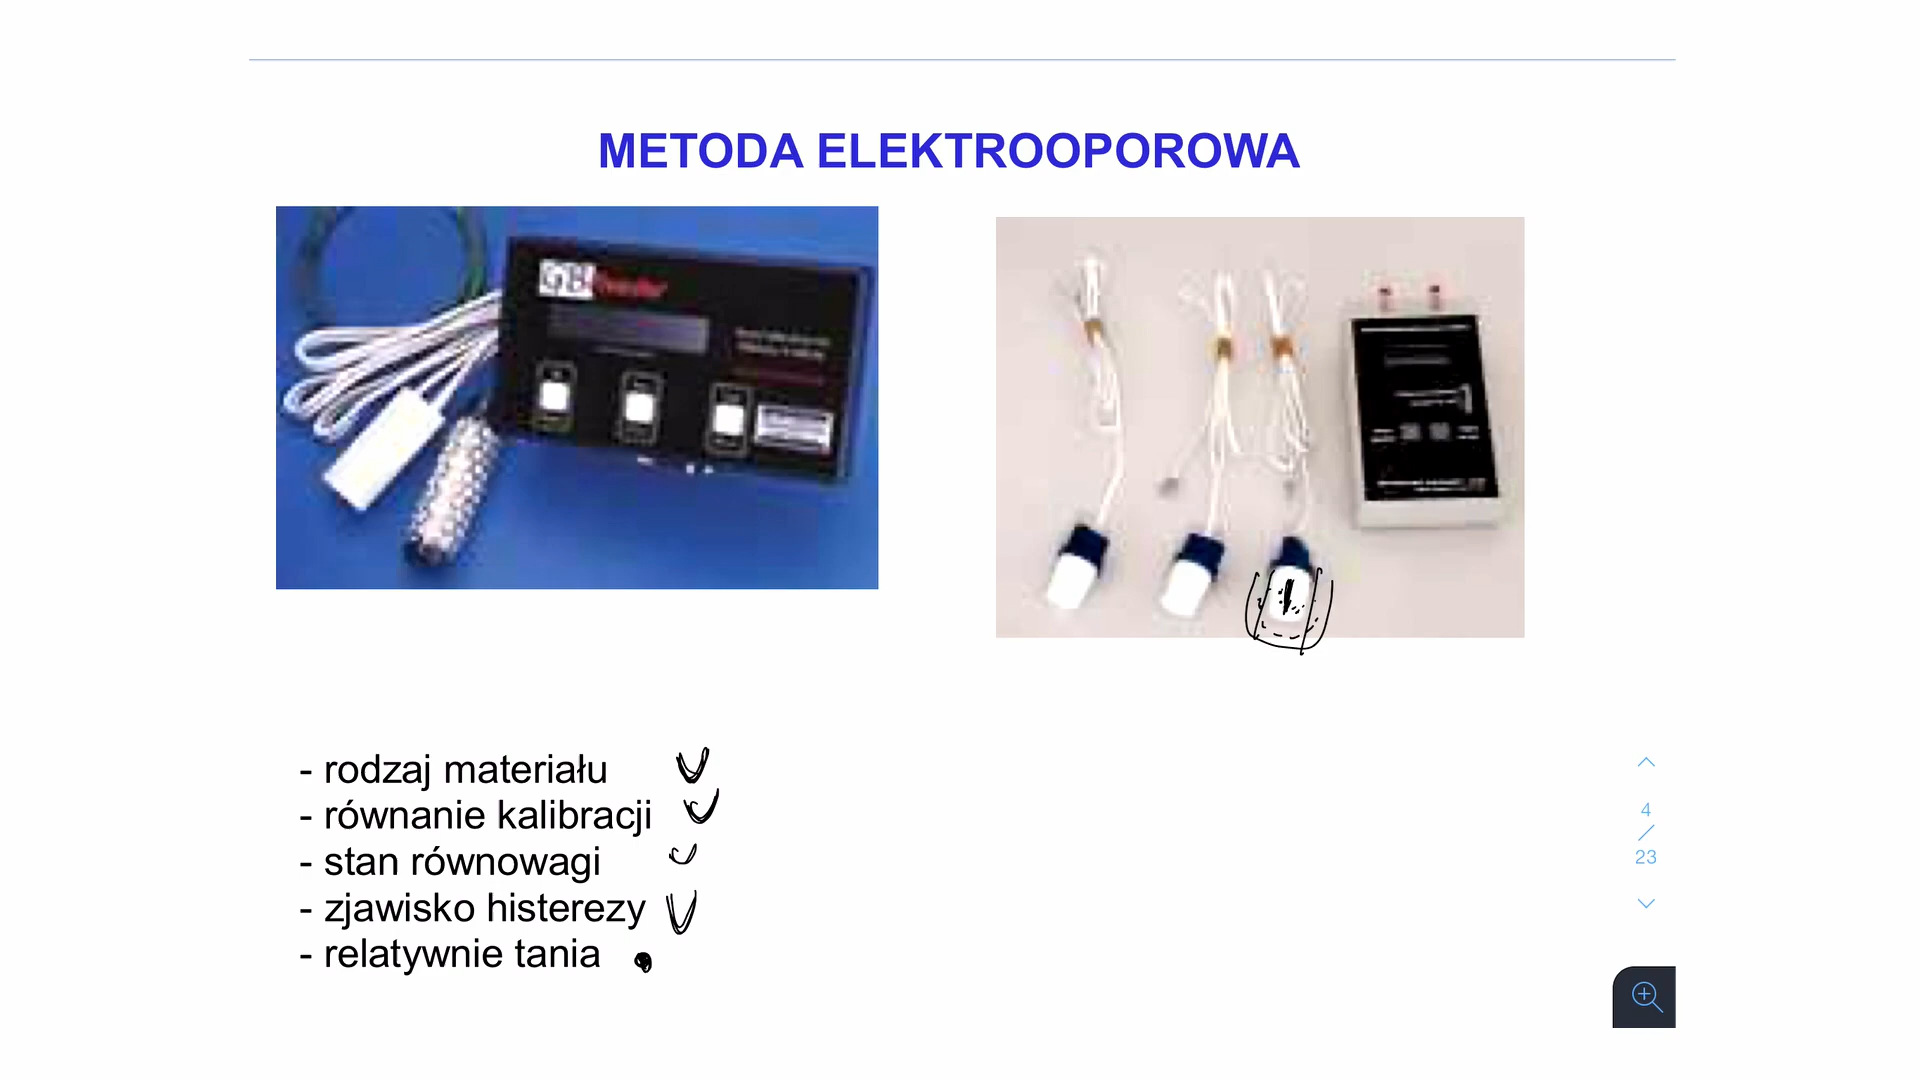 METODA ELEKTROOPOROWA
- rodzaj materiału
- równanie kalibracji
- stan równowagi
- zjawisko histerezy
- relatywnie tania
4
/
23